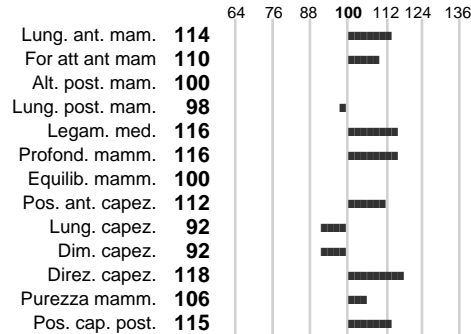 64 76 88 100 112 124 136
Lung. ant. mam. 114
For att ant mam 110
Alt. post. mam. 100
Lung. post. mam. 98
Legam. med. 116
Profond. mamm. 116
Equilib. mamm. 100
Pos. ant. capez. 112
Lung. capez. 92
Dim. capez. 92
Direz. capez. 118
Purezza mamm. 106
Pos. cap. post. 115